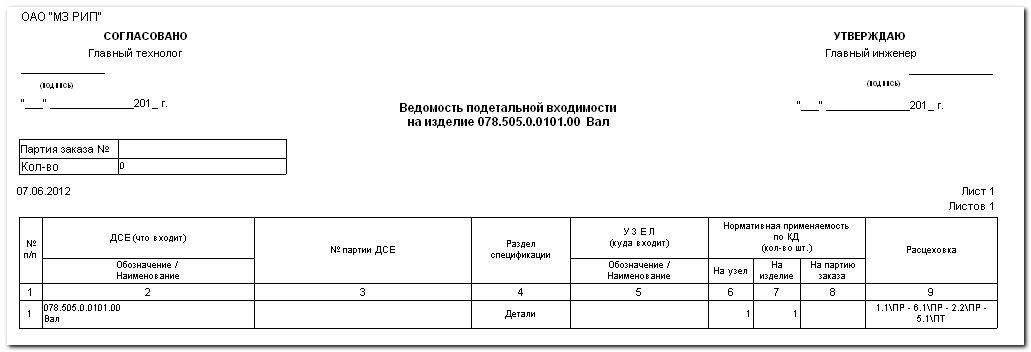 ОАО "МЗ РИП"
СОГЛАСОВАНО
УТВЕРЖДАЮ
Главный технолог
Главный инженер
(подпись)
(подпись)
"___" ______________201_ г.
"___" ______________201_ г.
Ведомость подетальной входимости
на изделие 078.505.0.0101.00 Вал
Партия заказа №
Кол-во 0
07.06.2012
Лист 1
Листов 1
№ п/п
ДСЕ (что входит)
Обозначение /
Наименование
№ партии ДСЕ
Раздел
спецификации
У З Е Л
(куда входит)
Обозначение /
Наименование
Нормативная применяемость
по КД
(кол-во шт.)
На узел
На
изделие
На партию
заказа
Расцеховка
1 2 3 4 5 6 7 8 9
1
078.505.0.0101.00
Вал
Детали
1
1
1.1\ПР - 6.1\ПР - 2.2\ПР -
5.1\ПТ